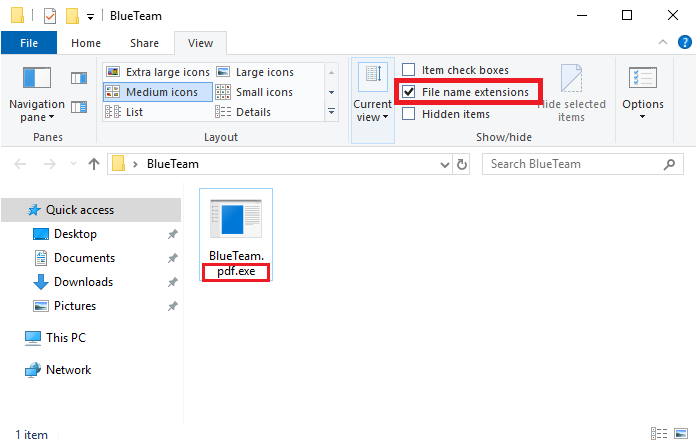 BlueTeam
File Home Share View
Navigation pane
Panes
Extra large icons Large icons
Medium icons Small icons
List Details
Layout
Current view
Item check boxes
File name extensions
Hidden items
Show/hide
Hide selected items
Options
BlueTeam
Search BlueTeam
Quick access
Desktop
Documents
Downloads
Pictures
This PC
Network
BlueTeam.
pdf.exe
1 item